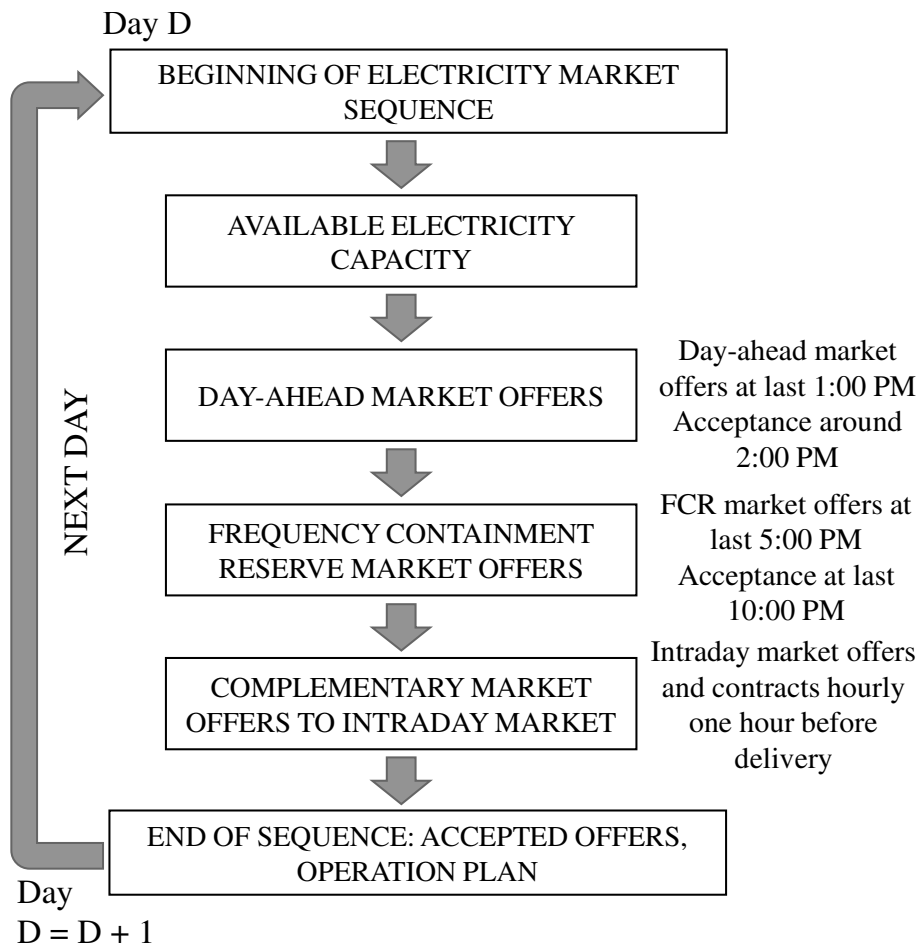 Day D
BEGINNING OF ELECTRICITY MARKET
SEQUENCE
AVAILABLE ELECTRICITY
CAPACITY
DAY-AHEAD MARKET OFFERS
Day-ahead market
offers at last 1:00 PM
Acceptance around
2:00 PM
NEXT DAY
FREQUENCY CONTAINMENT
RESERVE MARKET OFFERS
FCR market offers at
last 5:00 PM
Acceptance at last
10:00 PM
COMPLEMENTARY MARKET
OFFERS TO INTRADAY MARKET
Intraday market offers
and contracts hourly
one hour before
delivery
END OF SEQUENCE: ACCEPTED OFFERS,
OPERATION PLAN
Day
D = D + 1